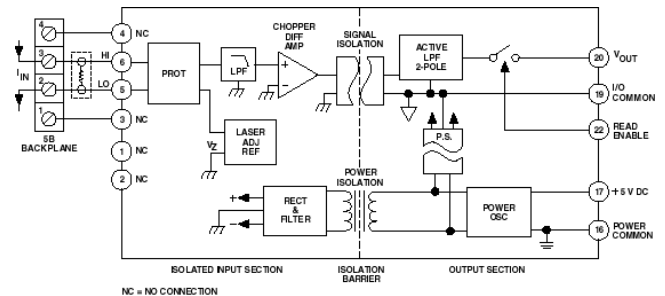 4
3
2
1
I IN
5B
BACKPLANE
4 NC
6 HI
5 LO
3 NC
1 NC
2 NC
PROT
LPF
CHOPPER
DIFF
AMP
+
−
SIGNAL
ISOLATION
ACTIVE
LPF
2-POLE
20 VOUT
19 I/O
COMMON
22 READ
ENABLE
VZ
LASER
ADJ
REF
P.S.
POWER
ISOLATION
+
−
RECT
&
FILTER
POWER
OSC
17 +5 V DC
16 POWER
COMMON
ISOLATED INPUT SECTION
ISOLATION
BARRIER
OUTPUT SECTION
NC = NO CONNECTION